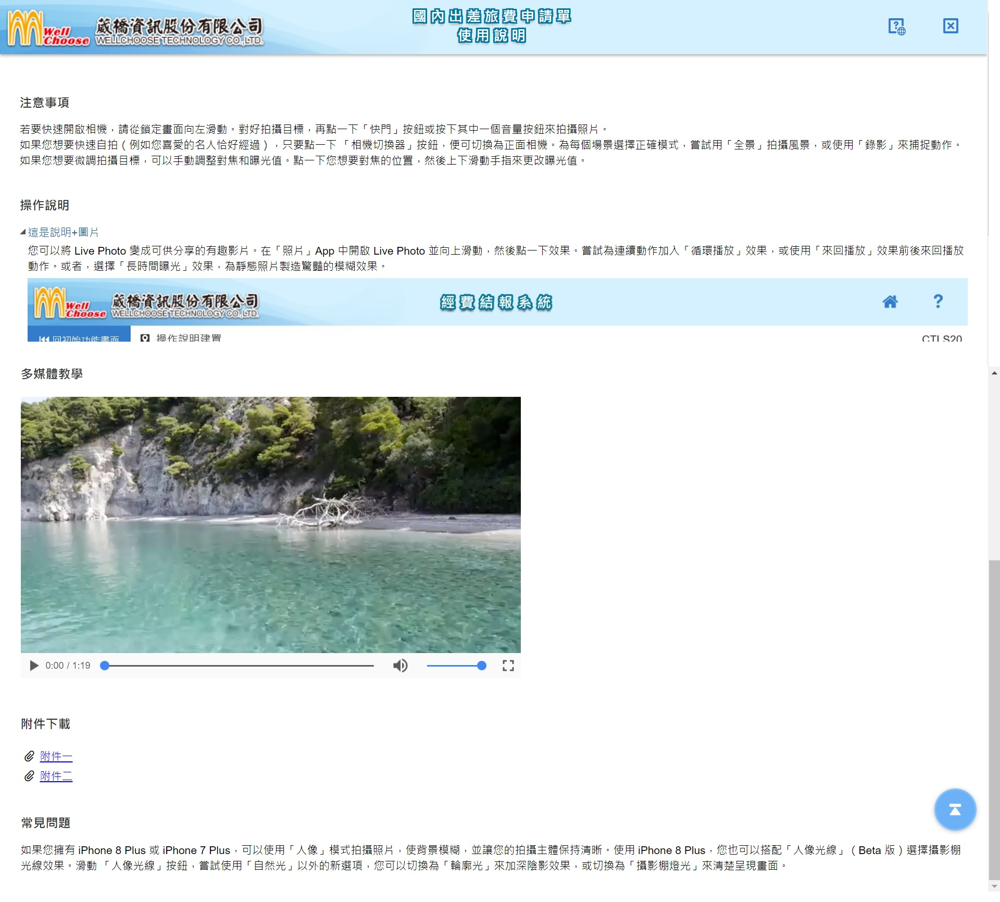 Well Choose 葳橋資訊股份有限公司
WELLCHOOSE TECHNOLOGY CO.,LTD.
國內出差旅費申請單
使用說明
注意事項
若要快速開啟相機，請從鎖定畫面向左滑動。對好拍攝目標，再點一下「快門」按鈕或按下其中一個音量按鈕來拍攝照片。
如果您想要快速自拍（例如您喜愛的名人恰好經過），只要點一下 「相機切換器」按鈕，便可切換為正面相機。為每個場景選擇正確模式，嘗試用「全景」拍攝風景，或使用「錄影」來捕捉動作。
如果您想要微調拍攝目標，可以手動調整對焦和曝光值。點一下您想要對焦的位置，然後上下滑動手指來更改曝光值。
操作說明
這是說明+圖片
您可以將 Live Photo 變成可供分享的有趣影片。在「照片」App 中開啟 Live Photo 並向上滑動，然後點一下效果。嘗試為連續動作加入「循環播放」效果，或使用「來回播放」效果前後來回播放
動作。或者，選擇「長時間曝光」效果，為靜態照片製造驚豔的模糊效果。
Well Choose 葳橋資訊股份有限公司
WELLCHOOSE TECHNOLOGY CO.,LTD.
經費結報系統
?
回初始功能畫面 操作說明建置 CTLS20
多媒體教學
0:00 / 1:19
附件下載
附件一
附件二
常見問題
如果您擁有 iPhone 8 Plus 或 iPhone 7 Plus，可以使用「人像」模式拍攝照片，使背景模糊，並讓您的拍攝主體保持清晰。使用 iPhone 8 Plus，您也可以搭配「人像光線」（Beta 版）選擇攝影棚
光線效果。滑動 「人像光線」按鈕，嘗試使用「自然光」以外的新選項，您可以切換為「輪廓光」來加深陰影效果，或切換為「攝影棚燈光」來清楚呈現畫面。